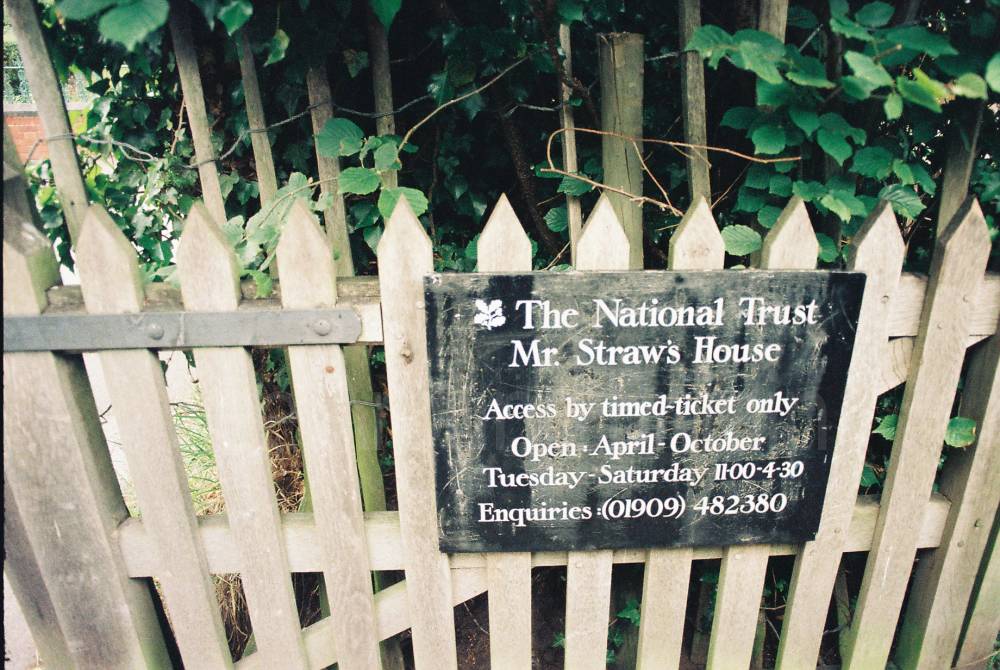 The National Trust
Mr. Straw's House
Access by timed-ticket only
Open: April - October
Tuesday - Saturday 11·00 - 4·30
Enquiries: (01909) 482380